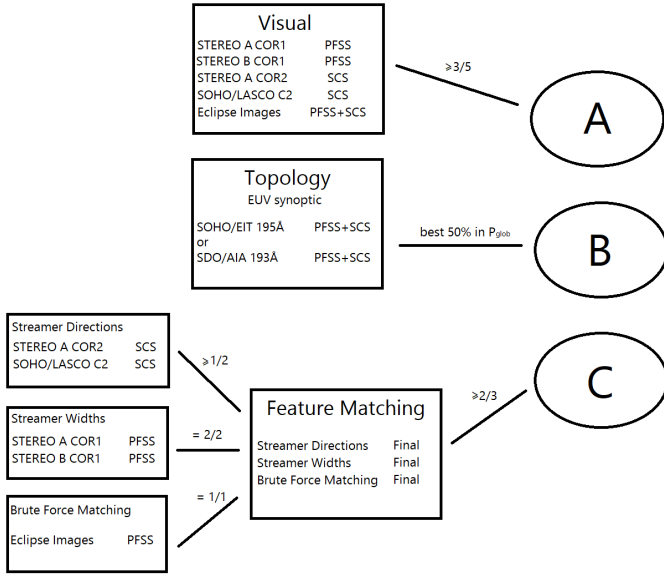 Visual
STEREO A COR1 PFSS
STEREO B COR1 PFSS
STEREO A COR2 SCS
SOHO/LASCO C2 SCS
Eclipse Images PFSS+SCS
⩾3/5
A
Topology
EUV synoptic
SOHO/EIT 195Å PFSS+SCS
or
SDO/AIA 193Å PFSS+SCS
best 50% in Pglob
B
Streamer Directions
STEREO A COR2 SCS
SOHO/LASCO C2 SCS
⩾1/2
Streamer Widths
STEREO A COR1 PFSS
STEREO B COR1 PFSS
= 2/2
Brute Force Matching
Eclipse Images PFSS
= 1/1
Feature Matching
Streamer Directions Final
Streamer Widths Final
Brute Force Matching Final
⩾2/3
C